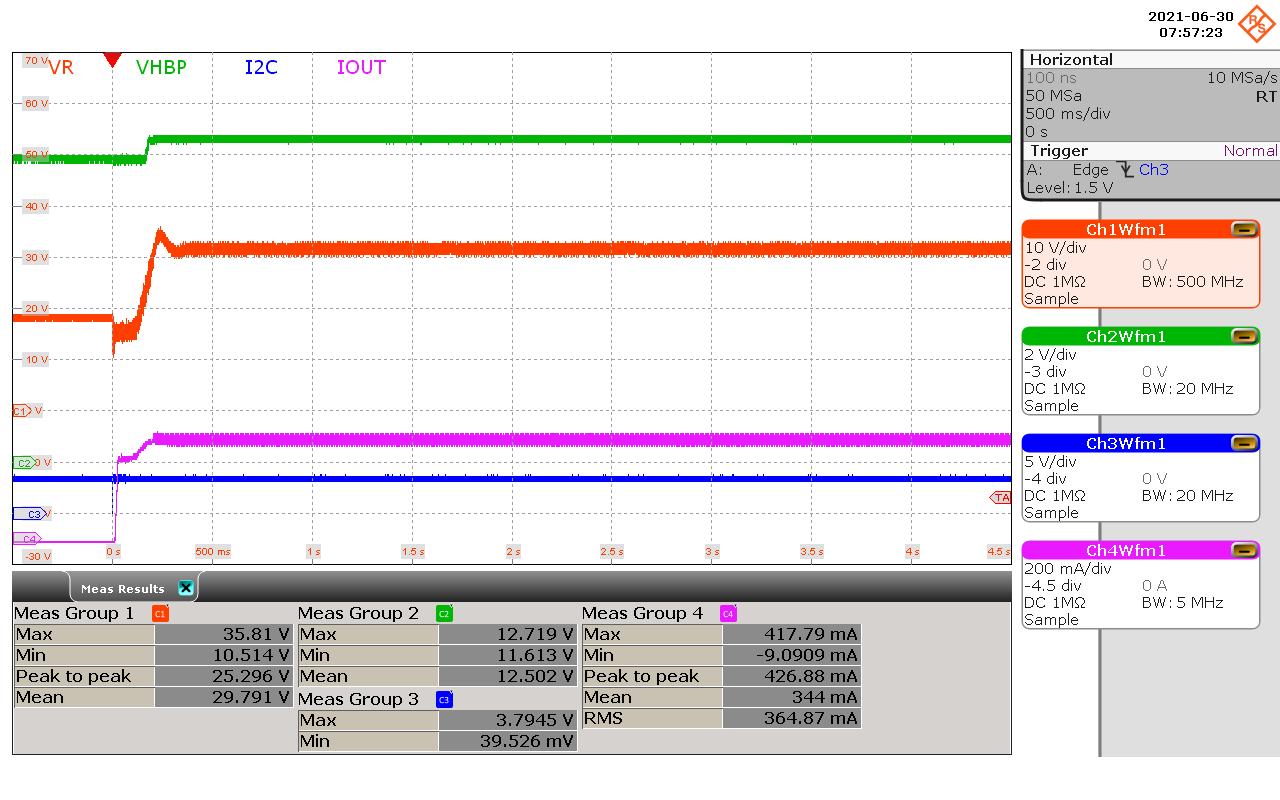 2021-06-30
07:57:23
VR VHBP I2C IOUT
70 V
60 V
50 V
40 V
30 V
20 V
10 V
C1 V
C2 0 V
C3 V
C4
-30 V
TA
0 s 500 ms 1 s 1.5 s 2 s 2.5 s 3 s 3.5 s 4 s 4.5 s
Horizontal
100 ns 10 MSa/s
50 MSa RT
500 ms/div
0 s
Trigger Normal
A: Edge Ch3
Level: 1.5 V
Ch1Wfm1
10 V/div
-2 div 0 V
DC 1MΩ BW: 500 MHz
Sample
Ch2Wfm1
2 V/div
-3 div 0 V
DC 1MΩ BW: 20 MHz
Sample
Ch3Wfm1
5 V/div
-4 div 0 V
DC 1MΩ BW: 20 MHz
Sample
Ch4Wfm1
200 mA/div
-4.5 div 0 A
DC 1MΩ BW: 5 MHz
Sample
Meas Results
Meas Group 1 C1
Max 35.81 V
Min 10.514 V
Peak to peak 25.296 V
Mean 29.791 V
Meas Group 2 C2
Max 12.719 V
Min 11.613 V
Mean 12.502 V
Meas Group 3 C3
Max 3.7945 V
Min 39.526 mV
Meas Group 4 C4
Max 417.79 mA
Min -9.0909 mA
Peak to peak 426.88 mA
Mean 344 mA
RMS 364.87 mA